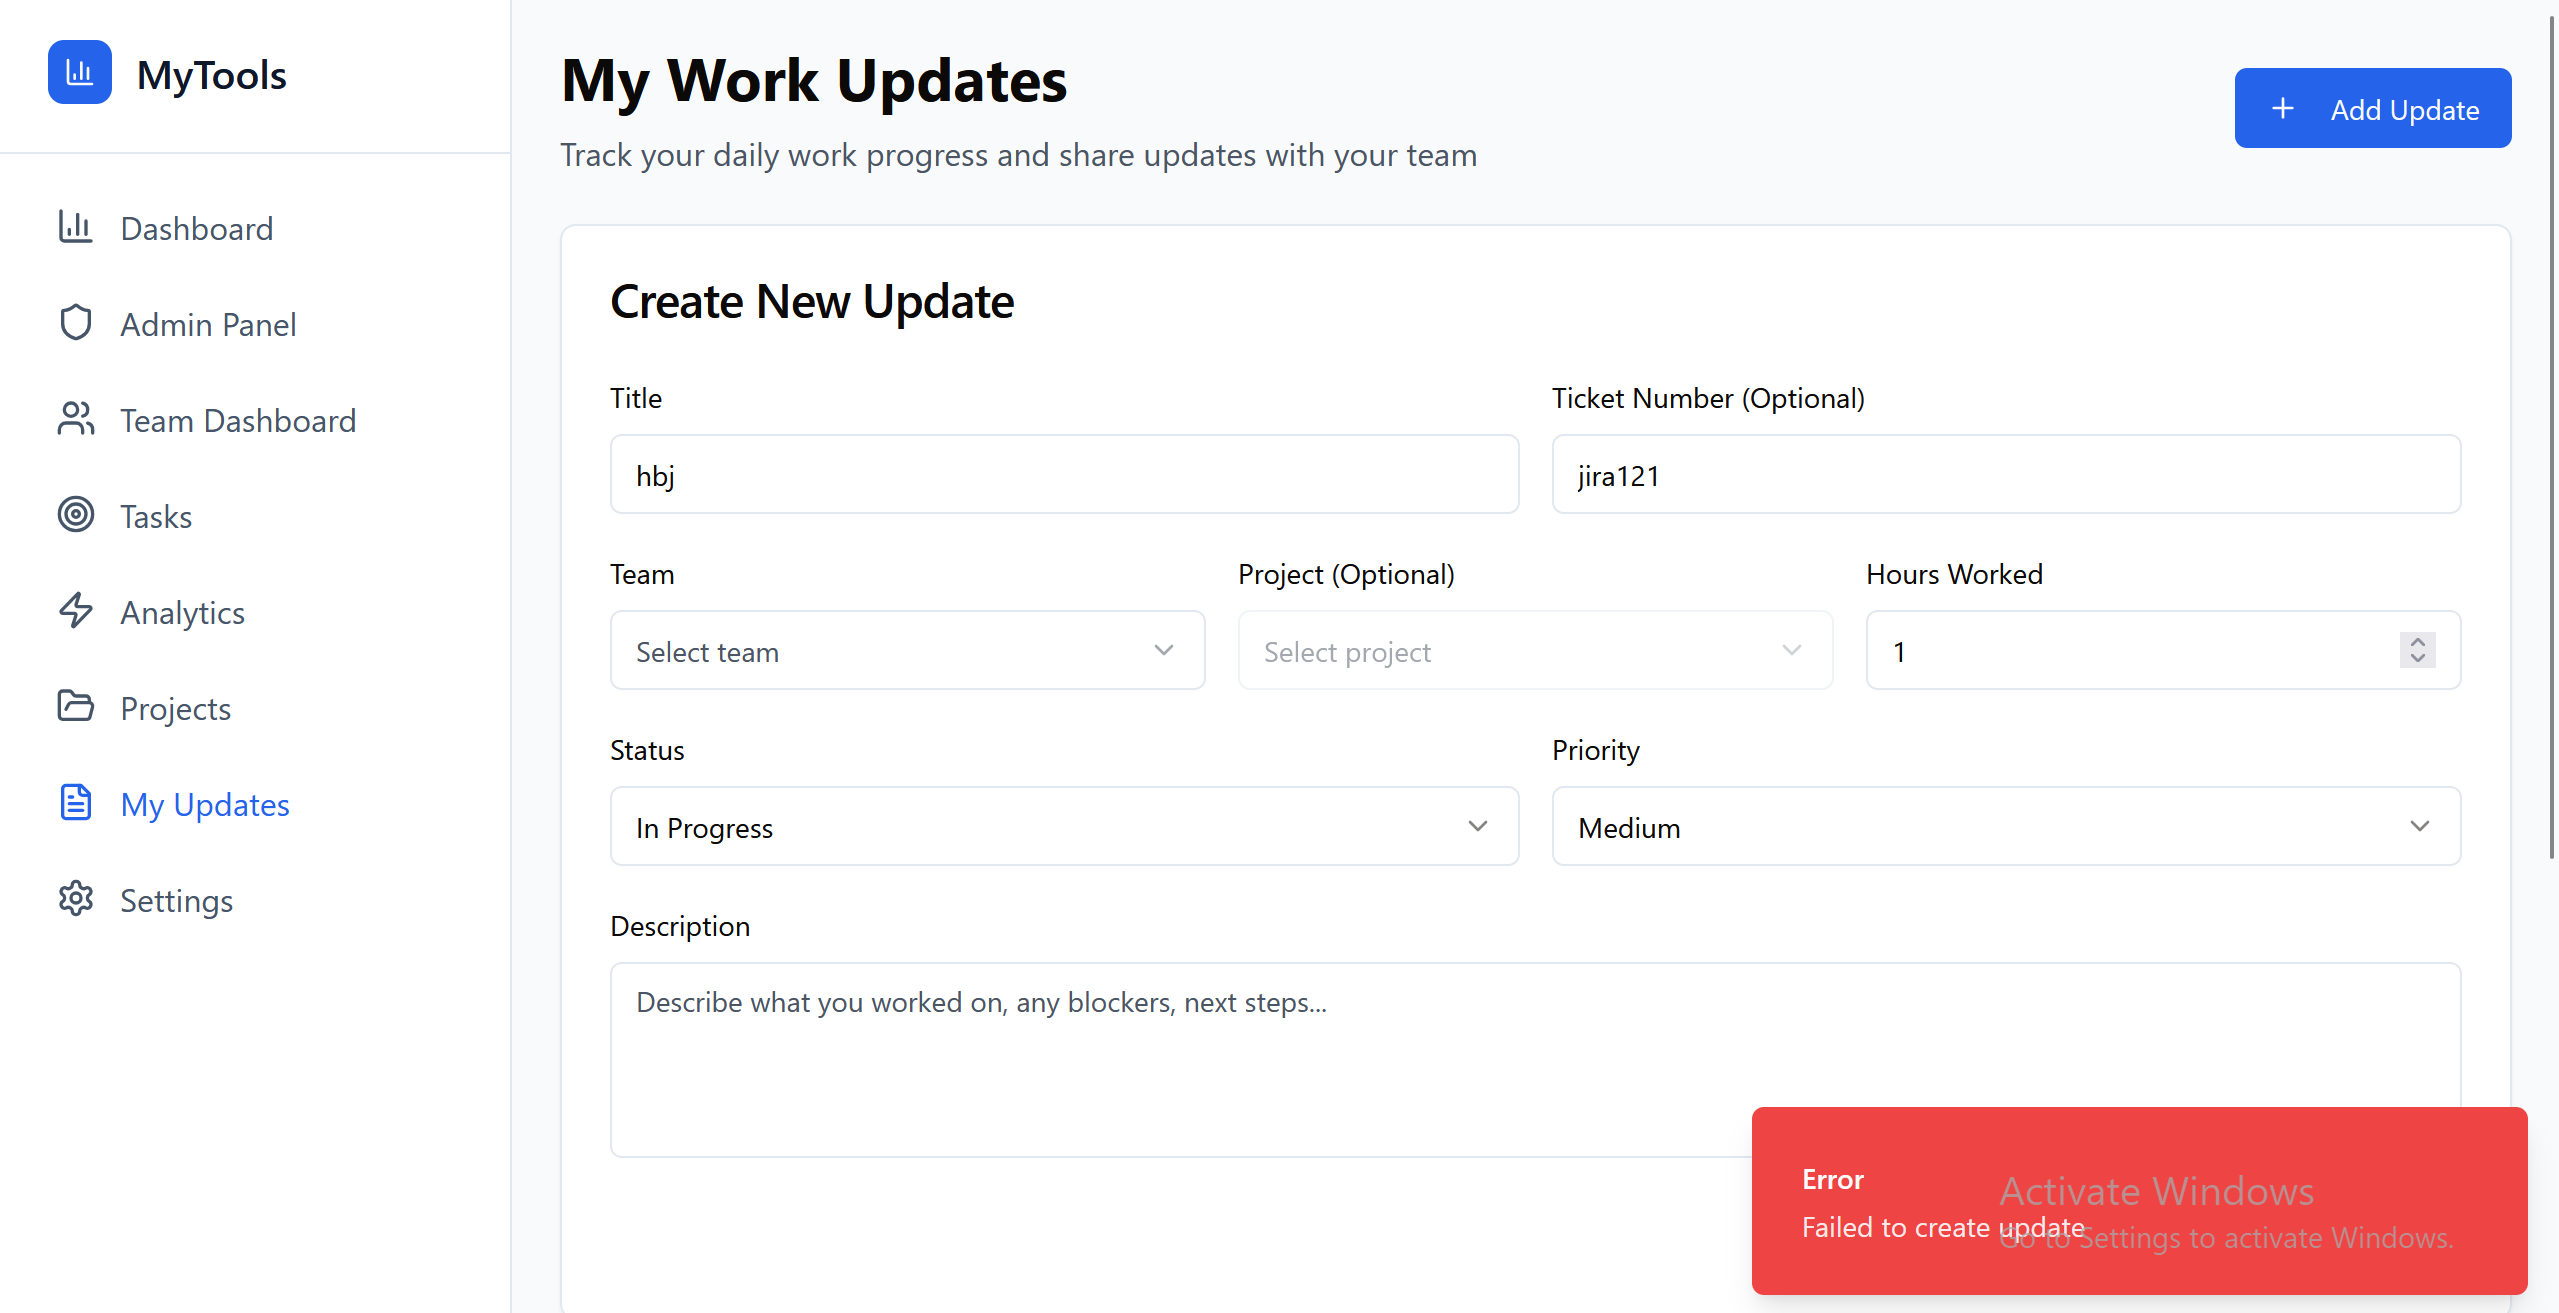 MyTools
Dashboard
Admin Panel
Team Dashboard
Tasks
Analytics
Projects
My Updates
Settings
My Work Updates
Track your daily work progress and share updates with your team
Add Update
Create New Update
Title
hbj
Ticket Number (Optional)
jira121
Team
Select team
Project (Optional)
Select project
Hours Worked
1
Status
In Progress
Priority
Medium
Description
Describe what you worked on, any blockers, next steps...
Error
Failed to create update
Activate Windows
Go to Settings to activate Windows.